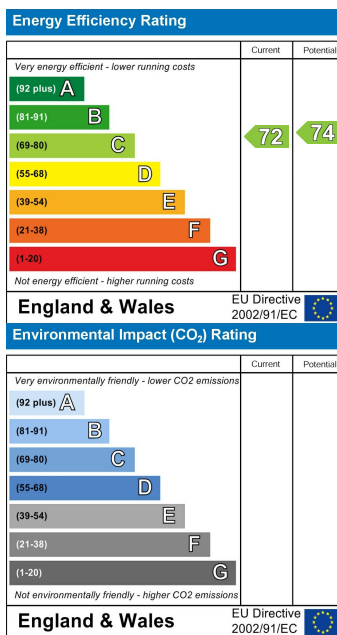 Energy Efficiency Rating
Current Potential
Very energy efficient - lower running costs
(92 plus) A
(81-91) B
(69-80) C
72 74
(55-68) D
(39-54) E
(21-38) F
(1-20) G
Not energy efficient - higher running costs
England & Wales
EU Directive
2002/91/EC
Environmental Impact (CO₂) Rating
Current Potential
Very environmentally friendly - lower CO2 emissions
(92 plus) A
(81-91) B
(69-80) C
(55-68) D
(39-54) E
(21-38) F
(1-20) G
Not environmentally friendly - higher CO2 emissions
England & Wales
EU Directive
2002/91/EC